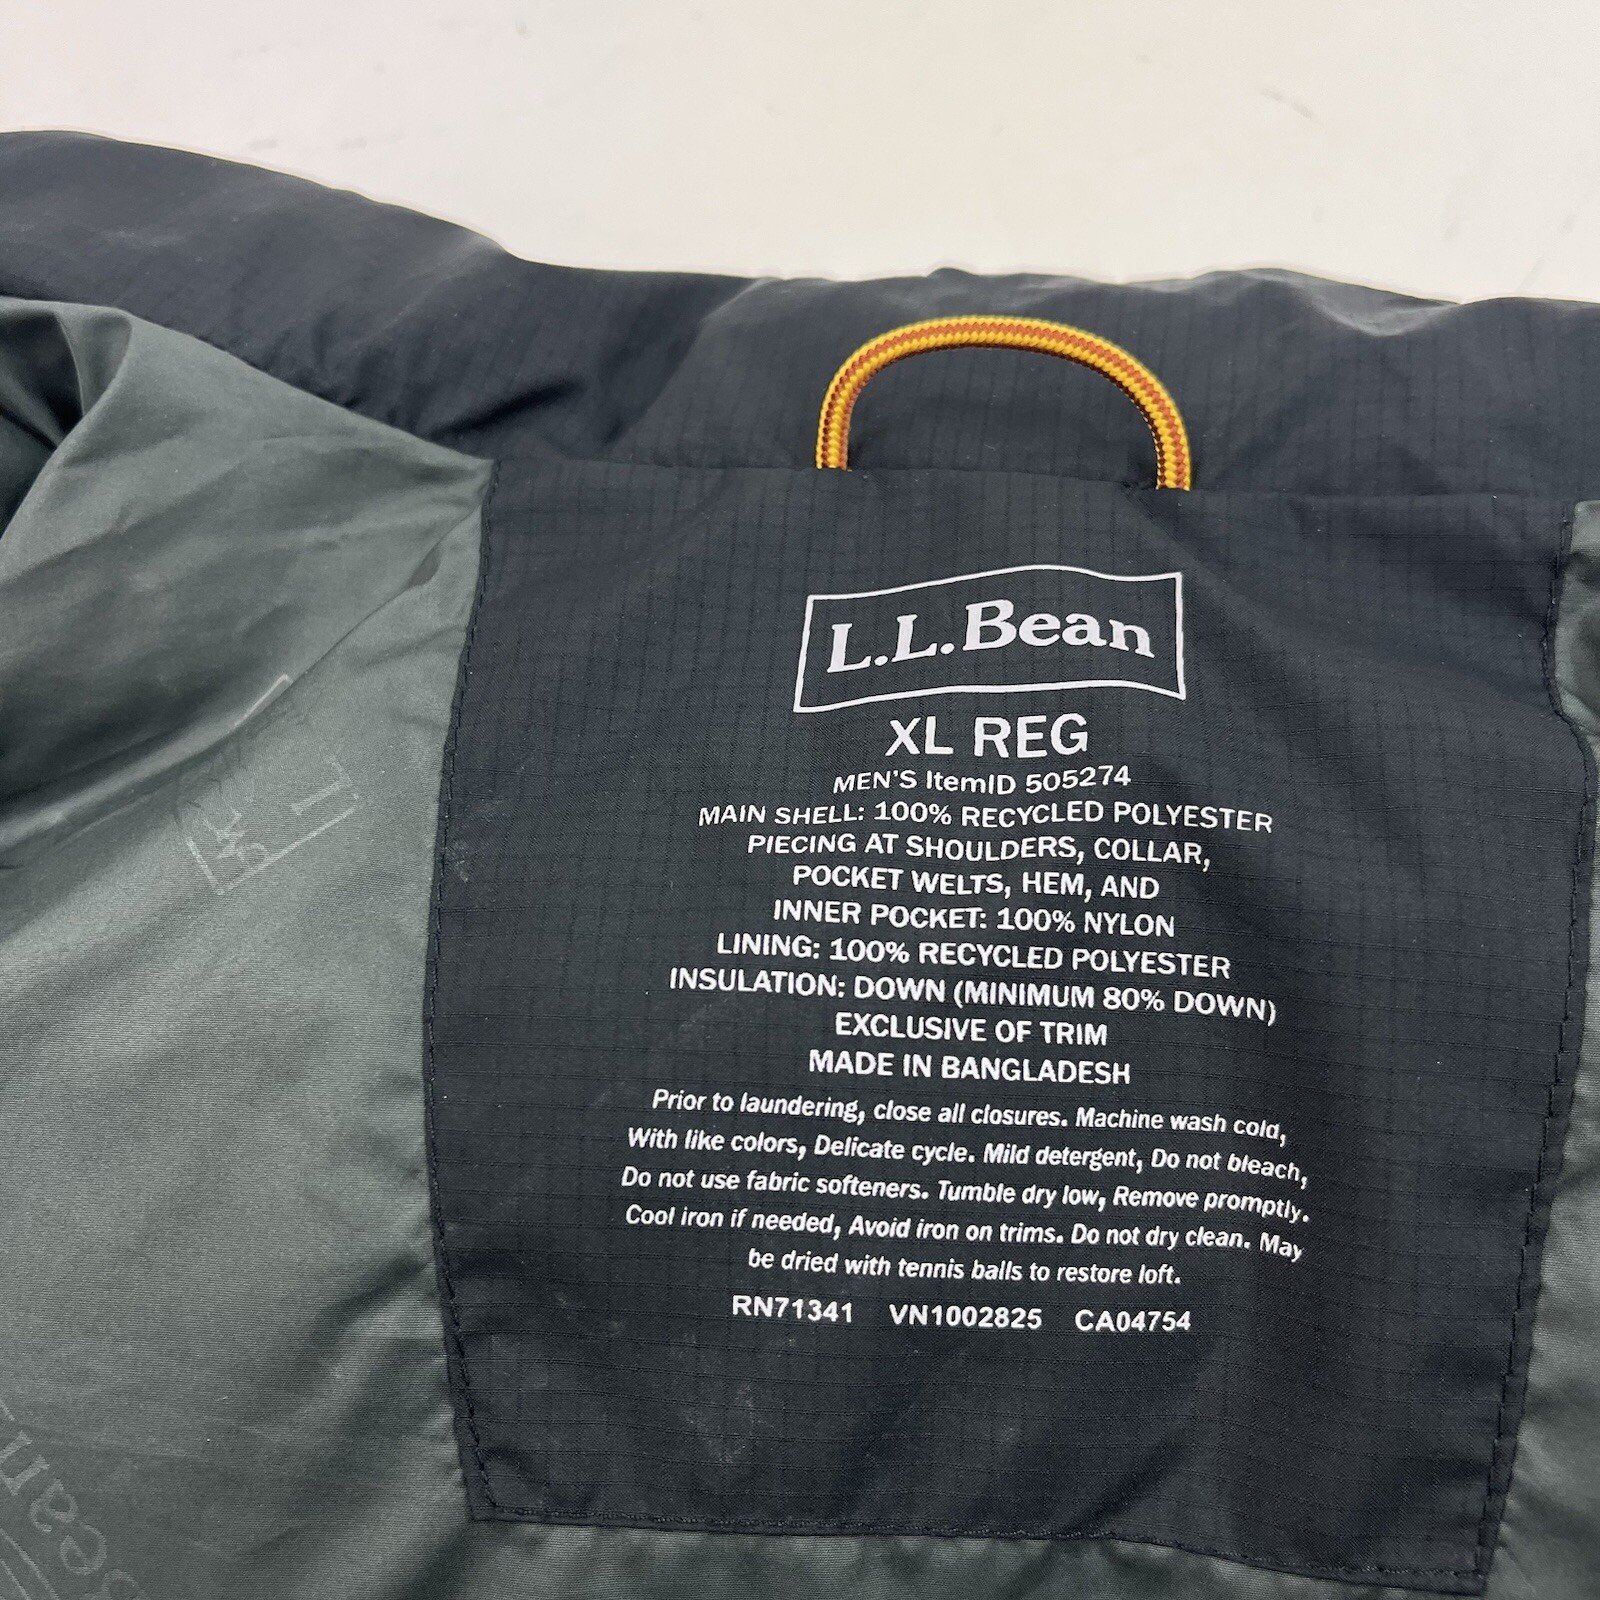 L.L.Bean
XL REG
MEN'S ItemID 505274
MAIN SHELL: 100% RECYCLED POLYESTER
PIECING AT SHOULDERS, COLLAR,
POCKET WELTS, HEM, AND
INNER POCKET: 100% NYLON
LINING: 100% RECYCLED POLYESTER
INSULATION: DOWN (MINIMUM 80% DOWN)
EXCLUSIVE OF TRIM
MADE IN BANGLADESH
Prior to laundering, close all closures. Machine wash cold,
With like colors, Delicate cycle. Mild detergent, Do not bleach,
Do not use fabric softeners. Tumble dry low, Remove promptly.
Cool iron if needed, Avoid iron on trims. Do not dry clean. May
be dried with tennis balls to restore loft.
RN71341 VN1002825 CA04754